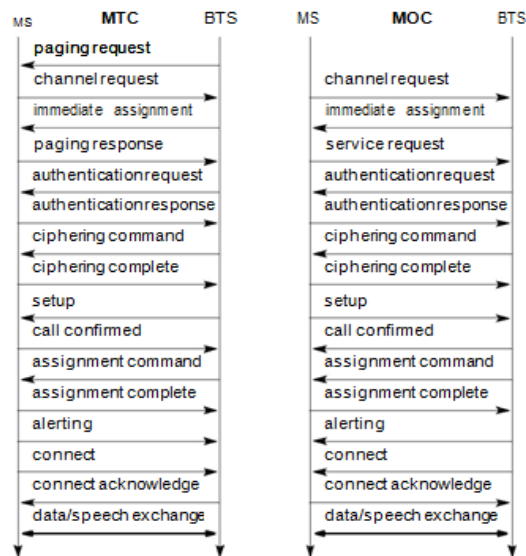 MS MTC BTS
paging request
channel request
immediate assignment
paging response
authentication request
authentication response
ciphering command
ciphering complete
setup
call confirmed
assignment command
assignment complete
alerting
connect
connect acknowledge
data/speech exchange
MS MOC BTS
channel request
immediate assignment
service request
authentication request
authentication response
ciphering command
ciphering complete
setup
call confirmed
assignment command
assignment complete
alerting
connect
connect acknowledge
data/speech exchange